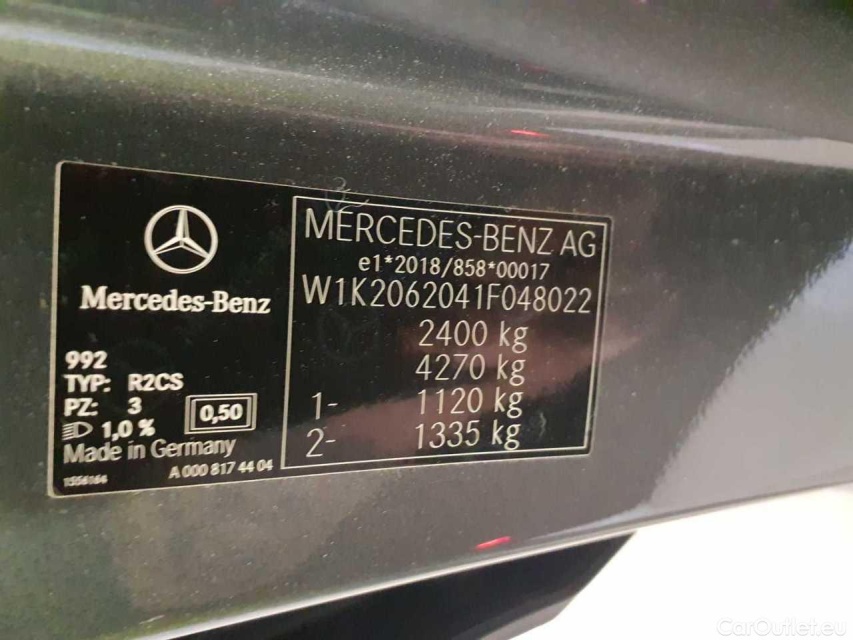 Mercedes-Benz
992
TYP: R2CS
PZ: 3
0,50
1,0 %
Made in Germany
A 000 817 44 04
1556164
MERCEDES-BENZ AG
e1*2018/858*00017
W1K2062041F048022
2400 kg
4270 kg
1- 1120 kg
2- 1335 kg
CarOutlet.eu